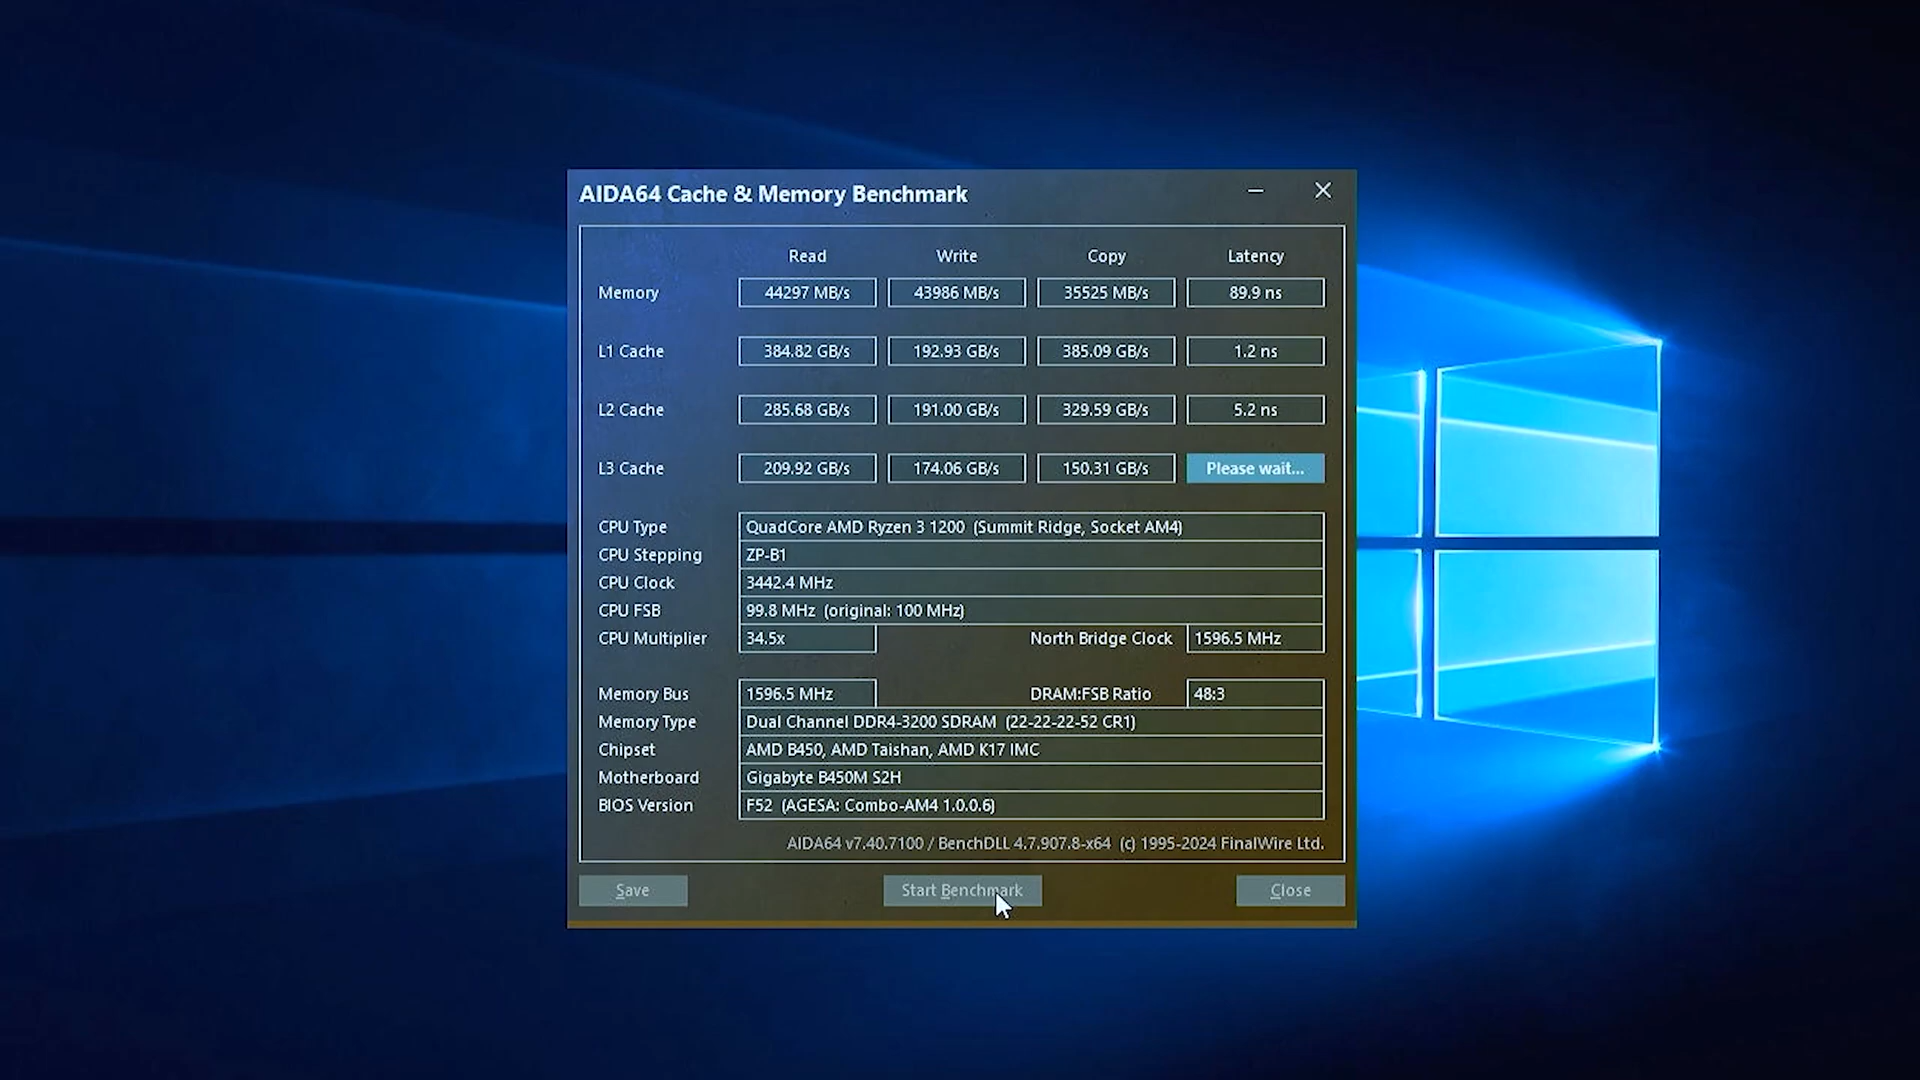 AIDA64 Cache & Memory Benchmark
Read Write Copy Latency
Memory 44297 MB/s 43986 MB/s 35525 MB/s 89.9 ns
L1 Cache 384.82 GB/s 192.93 GB/s 385.09 GB/s 1.2 ns
L2 Cache 285.68 GB/s 191.00 GB/s 329.59 GB/s 5.2 ns
L3 Cache 209.92 GB/s 174.06 GB/s 150.31 GB/s Please wait...
CPU Type QuadCore AMD Ryzen 3 1200 (Summit Ridge, Socket AM4)
CPU Stepping ZP-B1
CPU Clock 3442.4 MHz
CPU FSB 99.8 MHz (original: 100 MHz)
CPU Multiplier 34.5x North Bridge Clock 1596.5 MHz
Memory Bus 1596.5 MHz DRAM:FSB Ratio 48:3
Memory Type Dual Channel DDR4-3200 SDRAM (22-22-22-52 CR1)
Chipset AMD B450, AMD Taishan, AMD K17 IMC
Motherboard Gigabyte B450M S2H
BIOS Version F52 (AGESA: Combo-AM4 1.0.0.6)
AIDA64 v7.40.7100 / BenchDLL 4.7.907.8-x64 (c) 1995-2024 FinalWire Ltd.
Save Start Benchmark Close